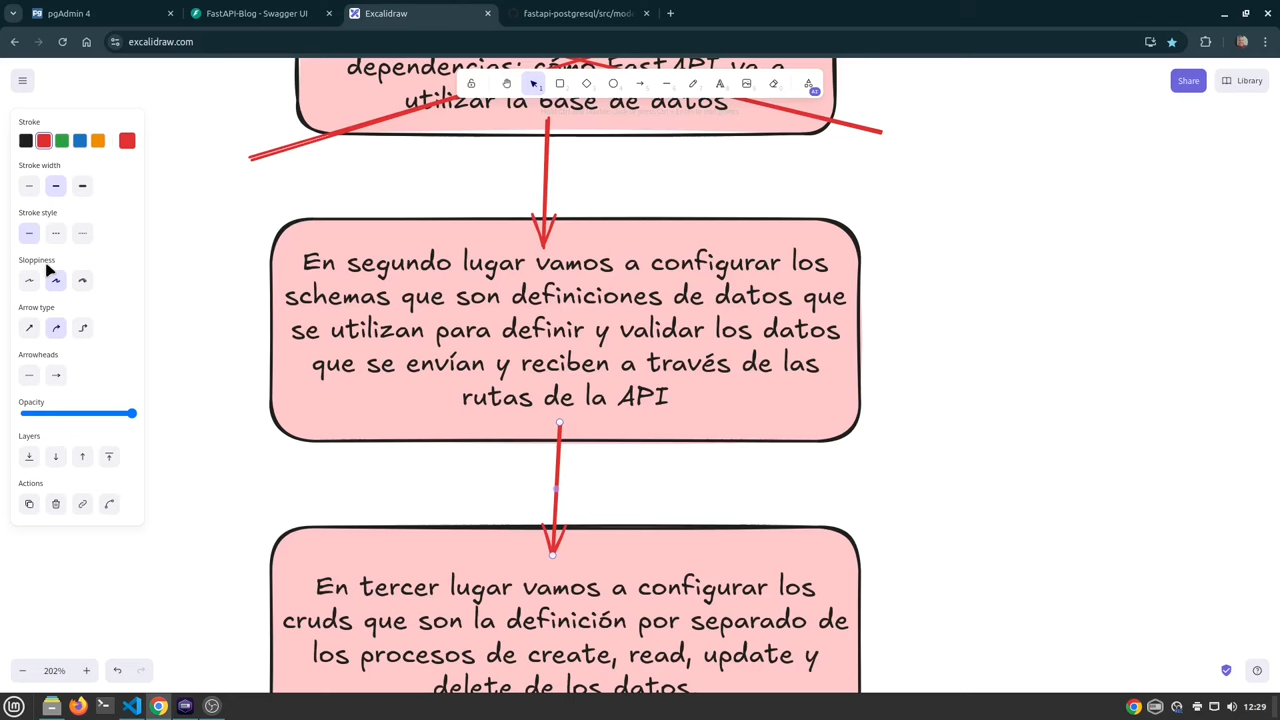 pgAdmin 4
FastAPI-Blog - Swagger UI
Excalidraw
fastapi-postgresql/src/mod
excalidraw.com
Share
Library
dependencias: cómo FastAPI va a
utilizar la base de datos
Stroke
Stroke width
Stroke style
Sloppiness
Arrow type
Arrowheads
Opacity
Layers
Actions
En segundo lugar vamos a configurar los
schemas que son definiciones de datos que
se utilizan para definir y validar los datos
que se envían y reciben a través de las
rutas de la API
En tercer lugar vamos a configurar los
cruds que son la definición por separado de
los procesos de create, read, update y
delete de los datos.
202%
12:29